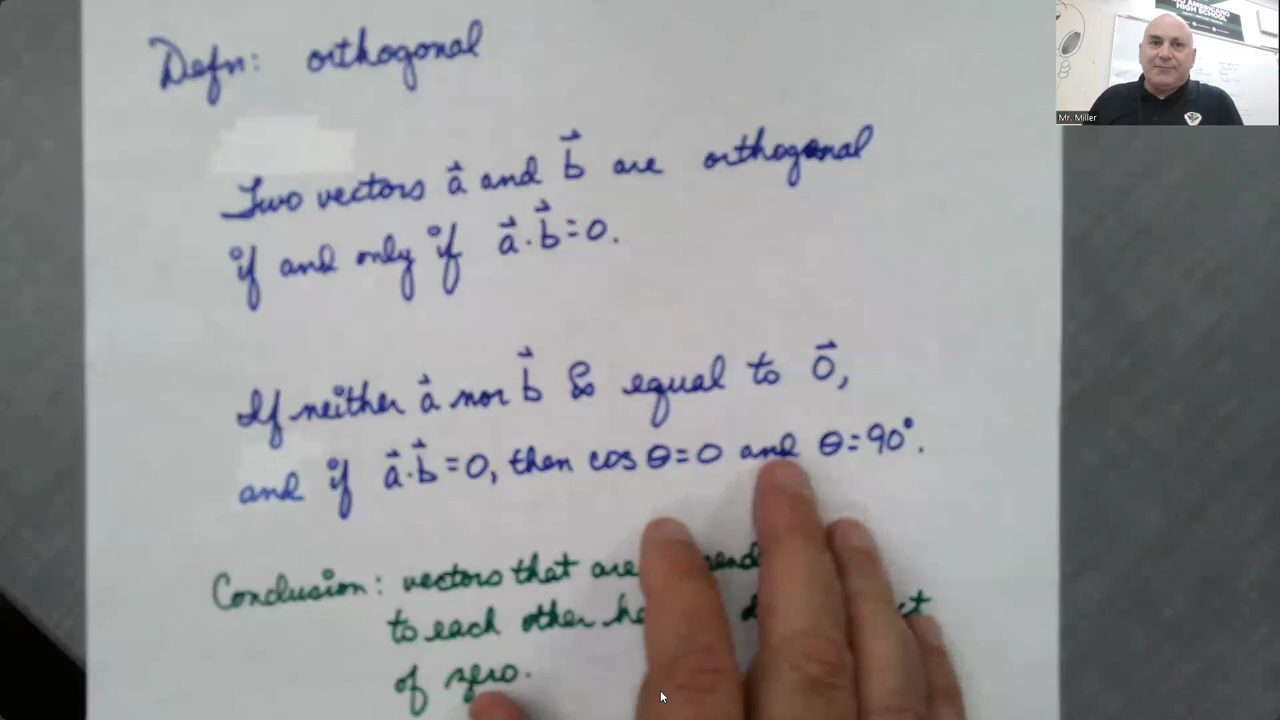 Defn: orthogonal
Two vectors a⃗ and b⃗ are orthogonal
if and only if a⃗·b⃗=0.
If neither a⃗ nor b⃗ is equal to 0⃗,
and if a⃗·b⃗=0, then cos θ=0 and θ=90°.
Conclusion: vectors that are
to each other
of zero.
HIGH SCHOOL
Mr. Miller